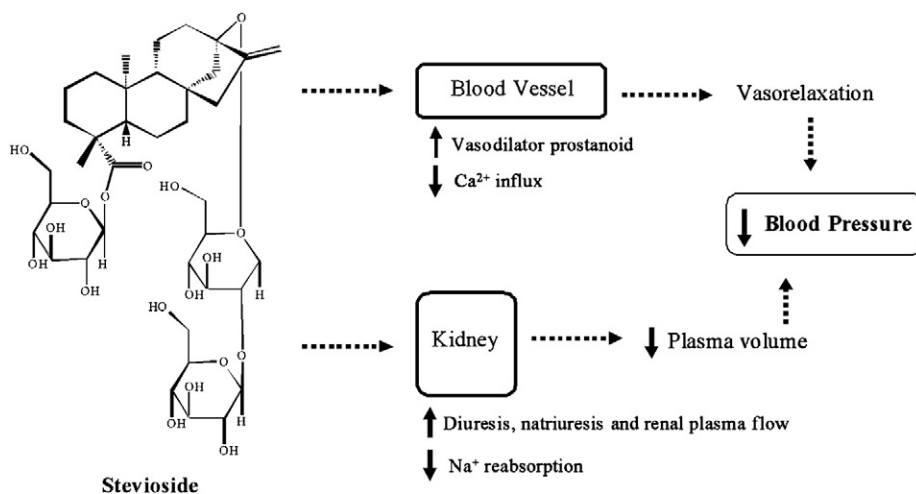 O
HO
O
O
O
H
OH
OH
OH
OH
H
HO
O
O
OH
OH
H
HO
O
O
OH
OH
OH
H
Stevioside
Blood Vessel
Vasodilator prostanoid
Ca²⁺ influx
Vasorelaxation
Blood Pressure
Kidney
Plasma volume
Diuresis, natriuresis and renal plasma flow
Na⁺ reabsorption